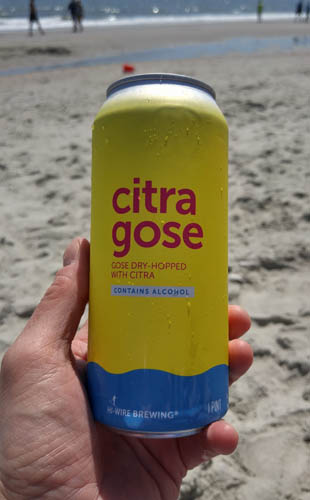 citra
gose
GOSE DRY-HOPPED
WITH CITRA
CONTAINS ALCOHOL
HI-WIRE BREWING®
1 PINT